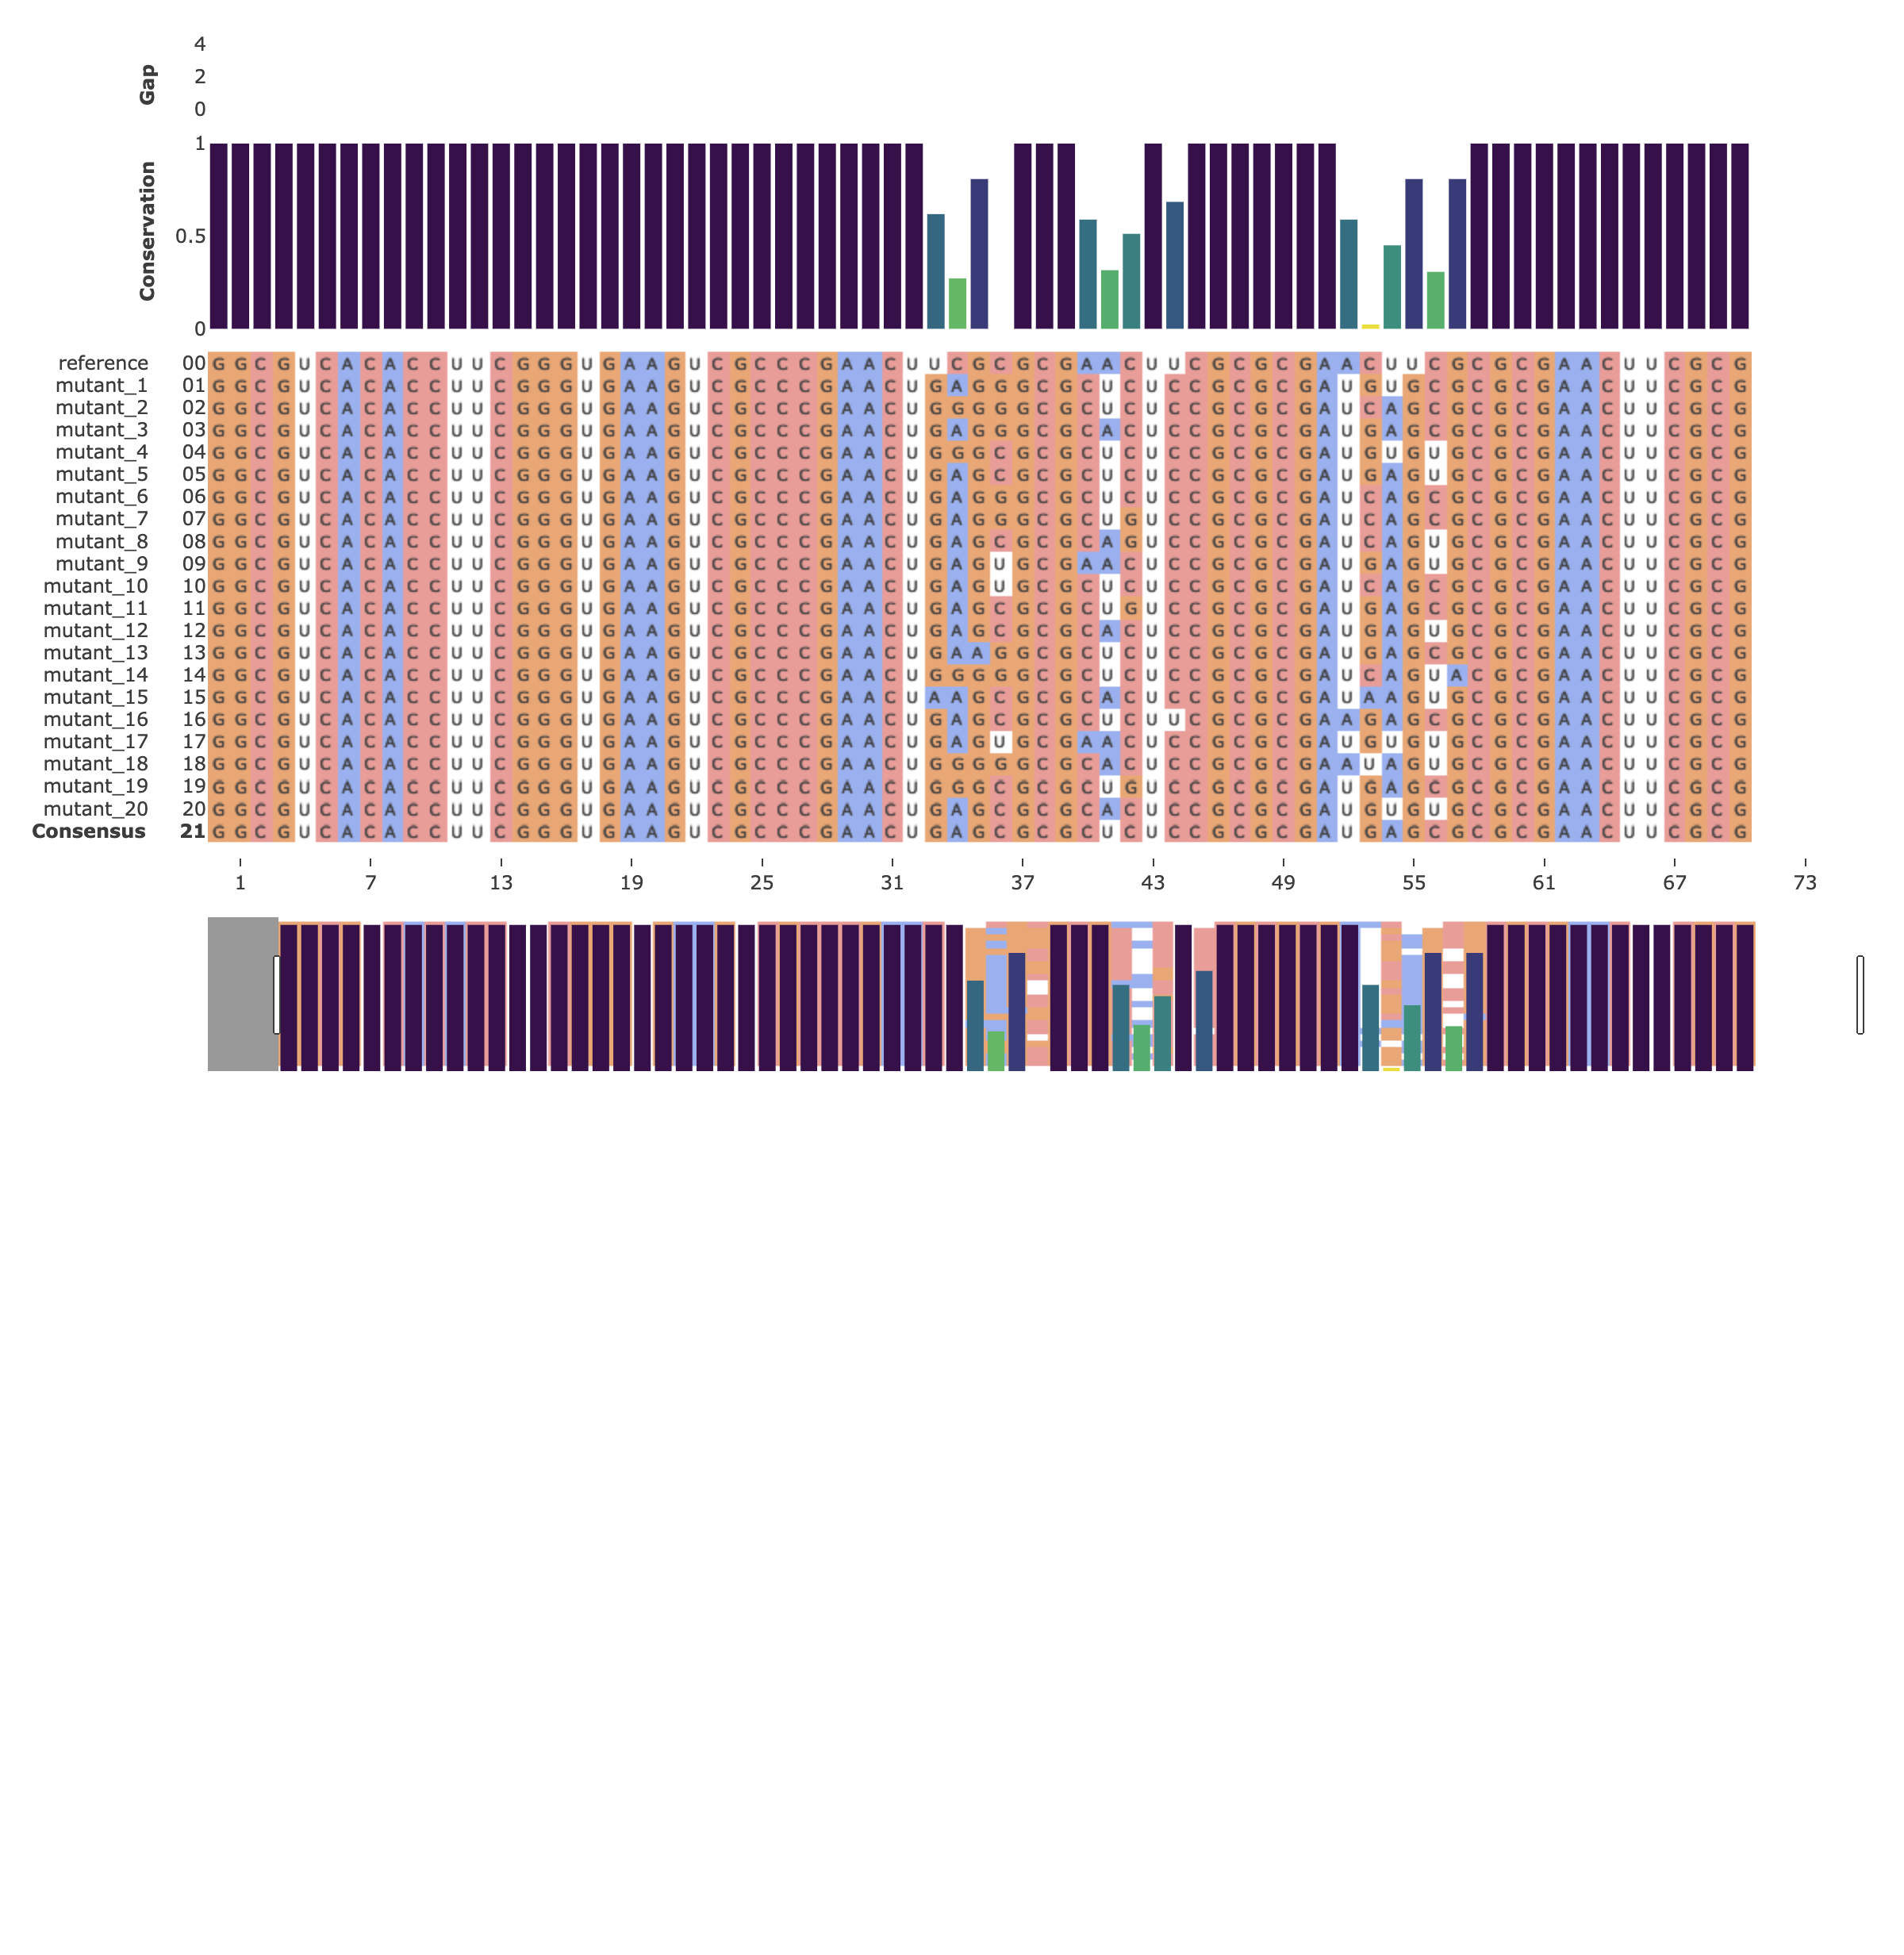 4
Gap
2
0
1
Conservation
0.5
0
reference 00 G G C G U C A C A C C U U C G G G U G A A G U C G C C C G A A C U U C G C G C G A A C U U C G C G C G A A C U U C G C G C G A A C U U C G C G
mutant_1 01 G G C G U C A C A C C U U C G G G U G A A G U C G C C C G A A C U G A G G G C G C U C U C C G C G C G A U G U G C G C G C G A A C U U C G C G
mutant_2 02 G G C G U C A C A C C U U C G G G U G A A G U C G C C C G A A C U G G G G G C G C U C U C C G C G C G A U C A G C G C G C G A A C U U C G C G
mutant_3 03 G G C G U C A C A C C U U C G G G U G A A G U C G C C C G A A C U G A G G G C G C A C U C C G C G C G A U G A G C G C G C G A A C U U C G C G
mutant_4 04 G G C G U C A C A C C U U C G G G U G A A G U C G C C C G A A C U G G G C G C G C U C U C C G C G C G A U G U G U G C G C G A A C U U C G C G
mutant_5 05 G G C G U C A C A C C U U C G G G U G A A G U C G C C C G A A C U G A G C G C G C U C U C C G C G C G A U G A G U G C G C G A A C U U C G C G
mutant_6 06 G G C G U C A C A C C U U C G G G U G A A G U C G C C C G A A C U G A G G G C G C U C U C C G C G C G A U C A G C G C G C G A A C U U C G C G
mutant_7 07 G G C G U C A C A C C U U C G G G U G A A G U C G C C C G A A C U G A G G G C G C U G U C C G C G C G A U C A G C G C G C G A A C U U C G C G
mutant_8 08 G G C G U C A C A C C U U C G G G U G A A G U C G C C C G A A C U G A G C G C G C A G U C C G C G C G A U C A G U G C G C G A A C U U C G C G
mutant_9 09 G G C G U C A C A C C U U C G G G U G A A G U C G C C C G A A C U G A G U G C G A A C U C C G C G C G A U G A G U G C G C G A A C U U C G C G
mutant_10 10 G G C G U C A C A C C U U C G G G U G A A G U C G C C C G A A C U G A G U G C G C U C U C C G C G C G A U C A G C G C G C G A A C U U C G C G
mutant_11 11 G G C G U C A C A C C U U C G G G U G A A G U C G C C C G A A C U G A G C G C G C U G U C C G C G C G A U G A G C G C G C G A A C U U C G C G
mutant_12 12 G G C G U C A C A C C U U C G G G U G A A G U C G C C C G A A C U G A G C G C G C A C U C C G C G C G A U G A G U G C G C G A A C U U C G C G
mutant_13 13 G G C G U C A C A C C U U C G G G U G A A G U C G C C C G A A C U G A A G G C G C U C U C C G C G C G A U G A G C G C G C G A A C U U C G C G
mutant_14 14 G G C G U C A C A C C U U C G G G U G A A G U C G C C C G A A C U G G G G G C G C U C U C C G C G C G A U C A G U A C G C G A A C U U C G C G
mutant_15 15 G G C G U C A C A C C U U C G G G U G A A G U C G C C C G A A C U A A G C G C G C A C U C C G C G C G A U A A G U G C G C G A A C U U C G C G
mutant_16 16 G G C G U C A C A C C U U C G G G U G A A G U C G C C C G A A C U G A G C G C G C U C U U C G C G C G A A G A G C G C G C G A A C U U C G C G
mutant_17 17 G G C G U C A C A C C U U C G G G U G A A G U C G C C C G A A C U G A G U G C G A A C U C C G C G C G A U G U G U G C G C G A A C U U C G C G
mutant_18 18 G G C G U C A C A C C U U C G G G U G A A G U C G C C C G A A C U G G G G G C G C A C U C C G C G C G A A U A G U G C G C G A A C U U C G C G
mutant_19 19 G G C G U C A C A C C U U C G G G U G A A G U C G C C C G A A C U G G G C G C G C U G U C C G C G C G A U G A G C G C G C G A A C U U C G C G
mutant_20 20 G G C G U C A C A C C U U C G G G U G A A G U C G C C C G A A C U G A G C G C G C A C U C C G C G C G A U G U G U G C G C G A A C U U C G C G
Consensus 21 G G C G U C A C A C C U U C G G G U G A A G U C G C C C G A A C U G A G C G C G C U C U C C G C G C G A U G A G C G C G C G A A C U U C G C G
1 7 13 19 25 31 37 43 49 55 61 67 73